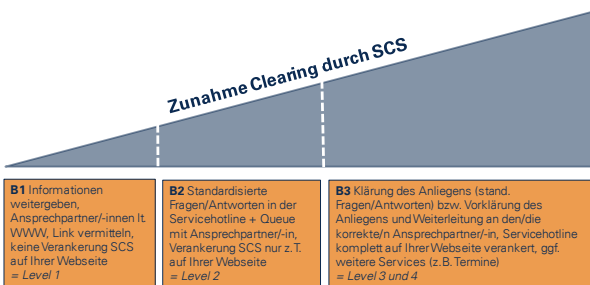 Zunahme Clearing durch SCS
B1 Informationen
weitergeben,
Ansprechpartner/-innen lt.
WWW, Link vermitteln,
keine Verankerung SCS
auf Ihrer Webseite
= Level 1
B2 Standardisierte
Fragen/Antworten in der
Servicehotline + Queue
mit Ansprechpartner/-in,
Verankerung SCS nur z.T.
auf Ihrer Webseite
= Level 2
B3 Klärung des Anliegens (stand.
Fragen/Antworten) bzw. Vorklärung des
Anliegens und Weiterleitung an den/die
korrekte/n Ansprechpartner/-in, Servicehotline
komplett auf Ihrer Webseite verankert, ggf.
weitere Services (z.B. Termine)
= Level 3 und 4